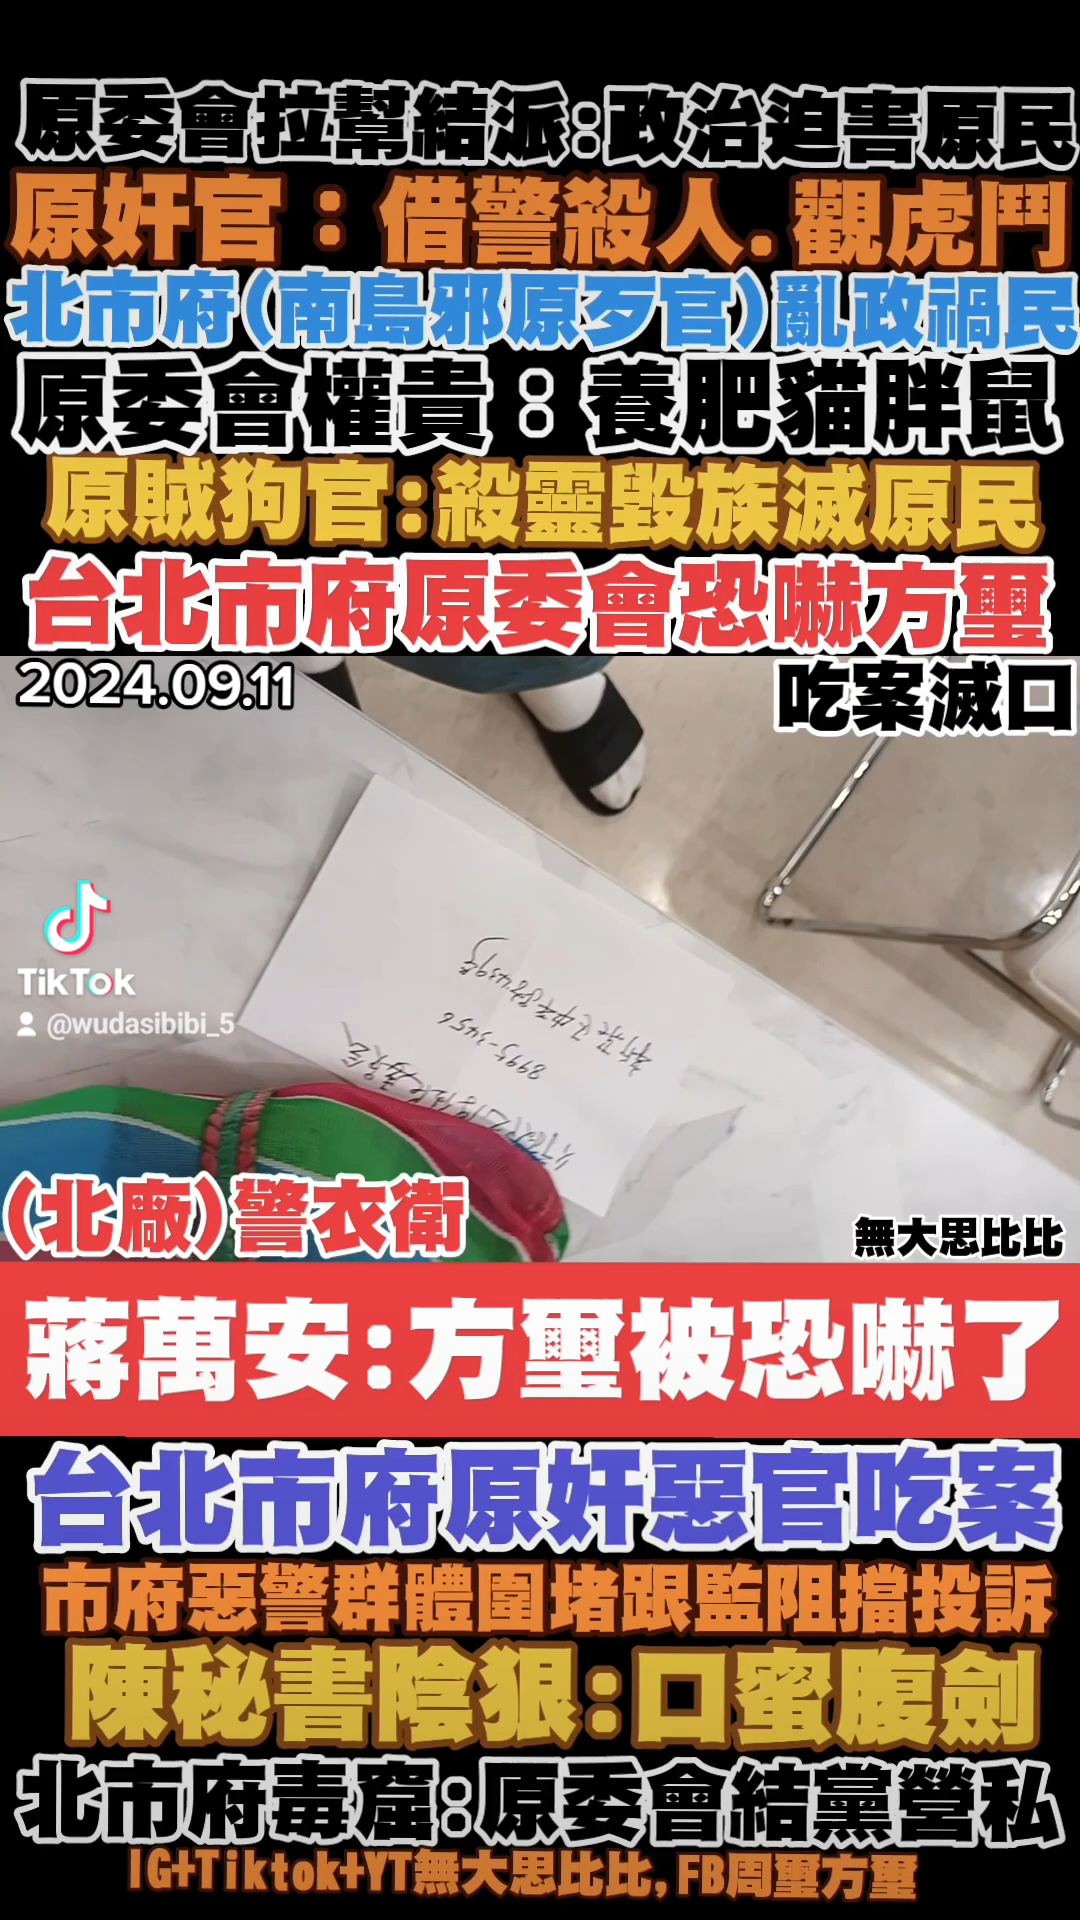 原委會拉幫結派:政治迫害原民
原奸官：借警殺人.觀虎鬥
北市府(南島邪原歹官)亂政禍民
原委會權貴：養肥貓胖鼠
原賊狗官:殺靈毀族滅原民
台北市府原委會恐嚇方璽
2024.09.11
吃案滅口
TikTok
@wudasibibi_5
8995-3456
(北廠)警衣衛
無大思比比
蔣萬安:方璽被恐嚇了
台北市府原奸惡官吃案
市府惡警群體圍堵跟監阻擋投訴
陳秘書陰狠:口蜜腹劍
北市府毒窟:原委會結黨營私
IG+Tiktok+YT無大思比比,FB周璽方璽